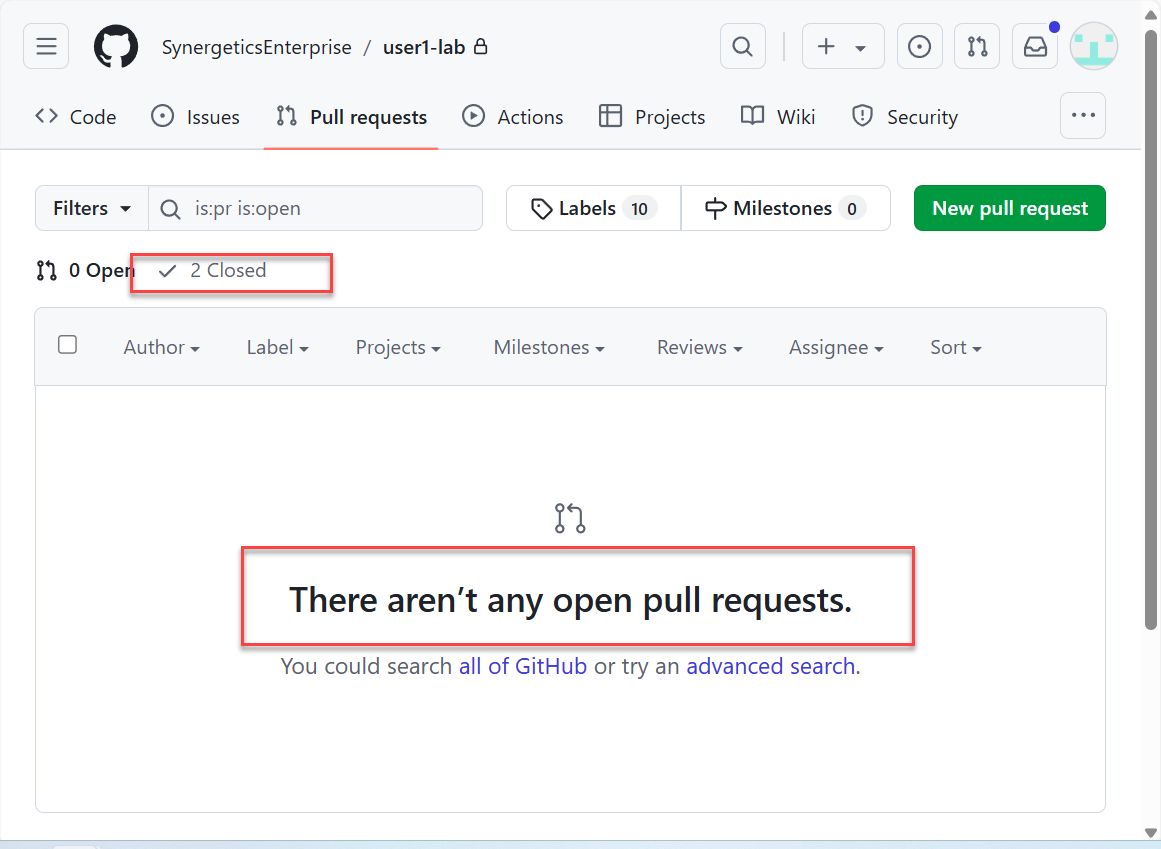 SynergeticsEnterprise / user1-lab
Code Issues Pull requests Actions Projects Wiki Security
Filters is:pr is:open Labels 10 Milestones 0 New pull request
0 Open 2 Closed
Author Label Projects Milestones Reviews Assignee Sort
There aren’t any open pull requests.
You could search all of GitHub or try an advanced search.